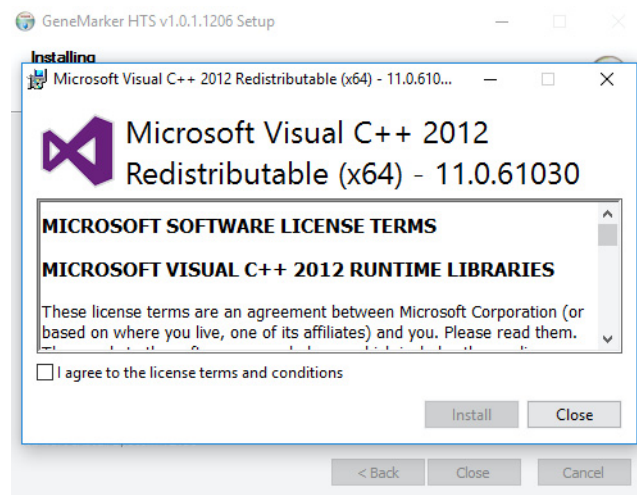 GeneMarker HTS v1.0.1.1206 Setup
Installing
Microsoft Visual C++ 2012 Redistributable (x64) - 11.0.610...
Microsoft Visual C++ 2012
Redistributable (x64) - 11.0.61030
MICROSOFT SOFTWARE LICENSE TERMS
MICROSOFT VISUAL C++ 2012 RUNTIME LIBRARIES
These license terms are an agreement between Microsoft Corporation (or
based on where you live, one of its affiliates) and you. Please read them.
I agree to the license terms and conditions
Install Close
< Back Close Cancel